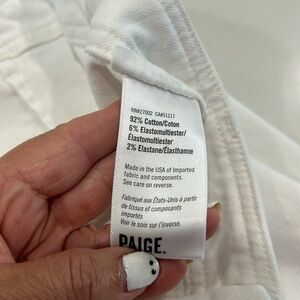 RN#27002 CA#51217
92% Cotton/Coton
6% Elastomultiester/
Élastomultiester
2% Elastane/Élasthanne
Made in the USA of Imported
fabric and components.
See care on reverse.
Fabriqué aux États-Unis à partir
de tissus et composants
importés
Voir le soin sur l'inverse.
PAIGE.